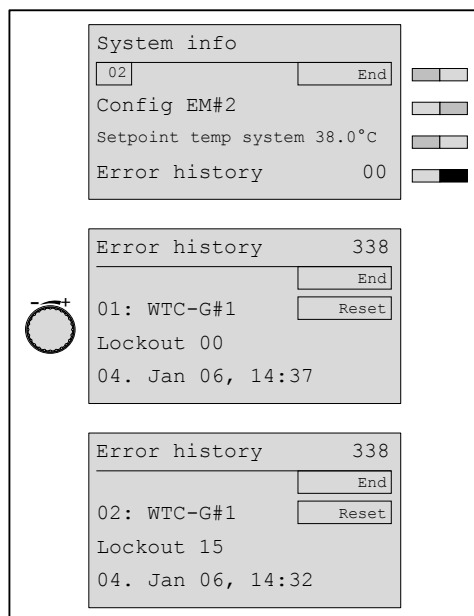 System info
02 End
Config EM#2
Setpoint temp system 38.0°C
Error history 00
Error history 338
End
- +
01: WTC-G#1 Reset
Lockout 00
04. Jan 06, 14:37
Error history 338
End
02: WTC-G#1 Reset
Lockout 15
04. Jan 06, 14:32